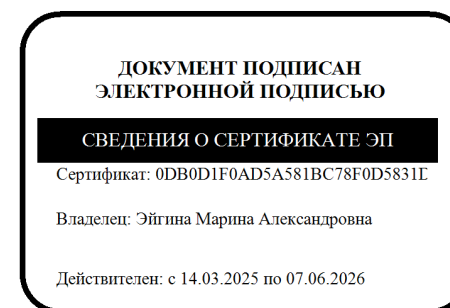 ДОКУМЕНТ ПОДПИСАН
ЭЛЕКТРОННОЙ ПОДПИСЬЮ
СВЕДЕНИЯ О СЕРТИФИКАТЕ ЭП
Сертификат: 0DB0D1F0AD5A581BC78F0D5831D
Владелец: Эйгина Марина Александровна
Действителен: с 14.03.2025 по 07.06.2026